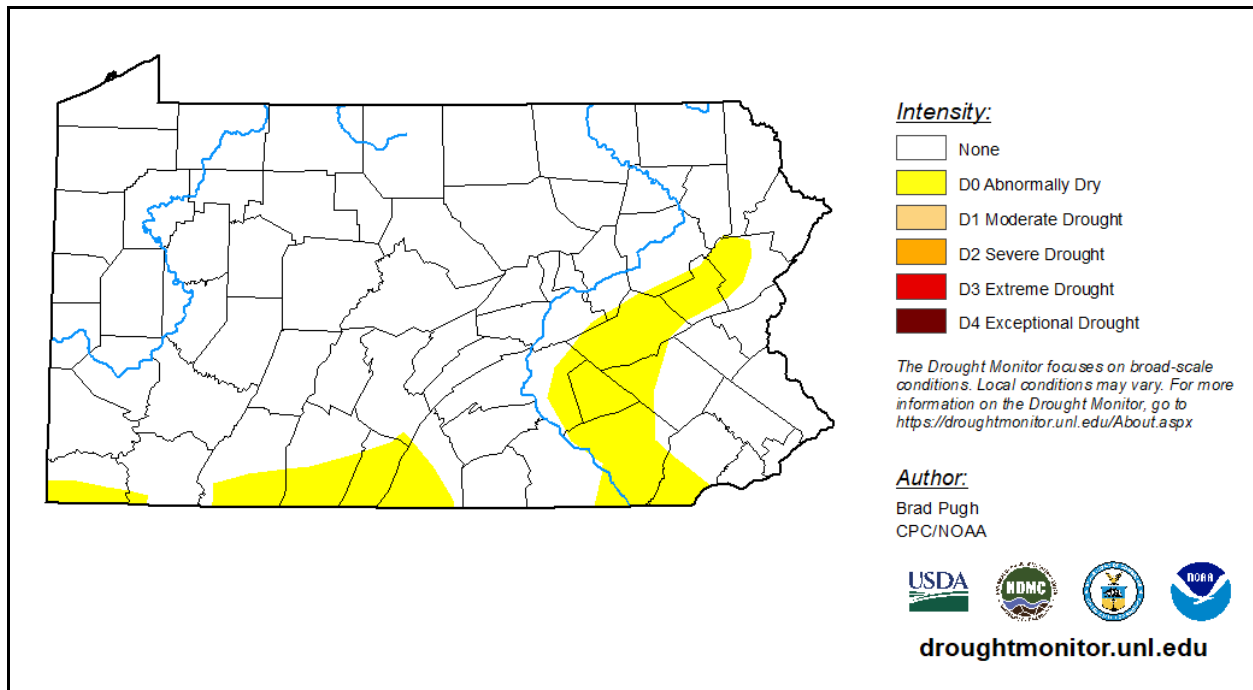 Intensity:
None
D0 Abnormally Dry
D1 Moderate Drought
D2 Severe Drought
D3 Extreme Drought
D4 Exceptional Drought
The Drought Monitor focuses on broad-scale
conditions. Local conditions may vary. For more
information on the Drought Monitor, go to
https://droughtmonitor.unl.edu/About.aspx
Author:
Brad Pugh
CPC/NOAA
USDA
NDMC
NOAA
droughtmonitor.unl.edu